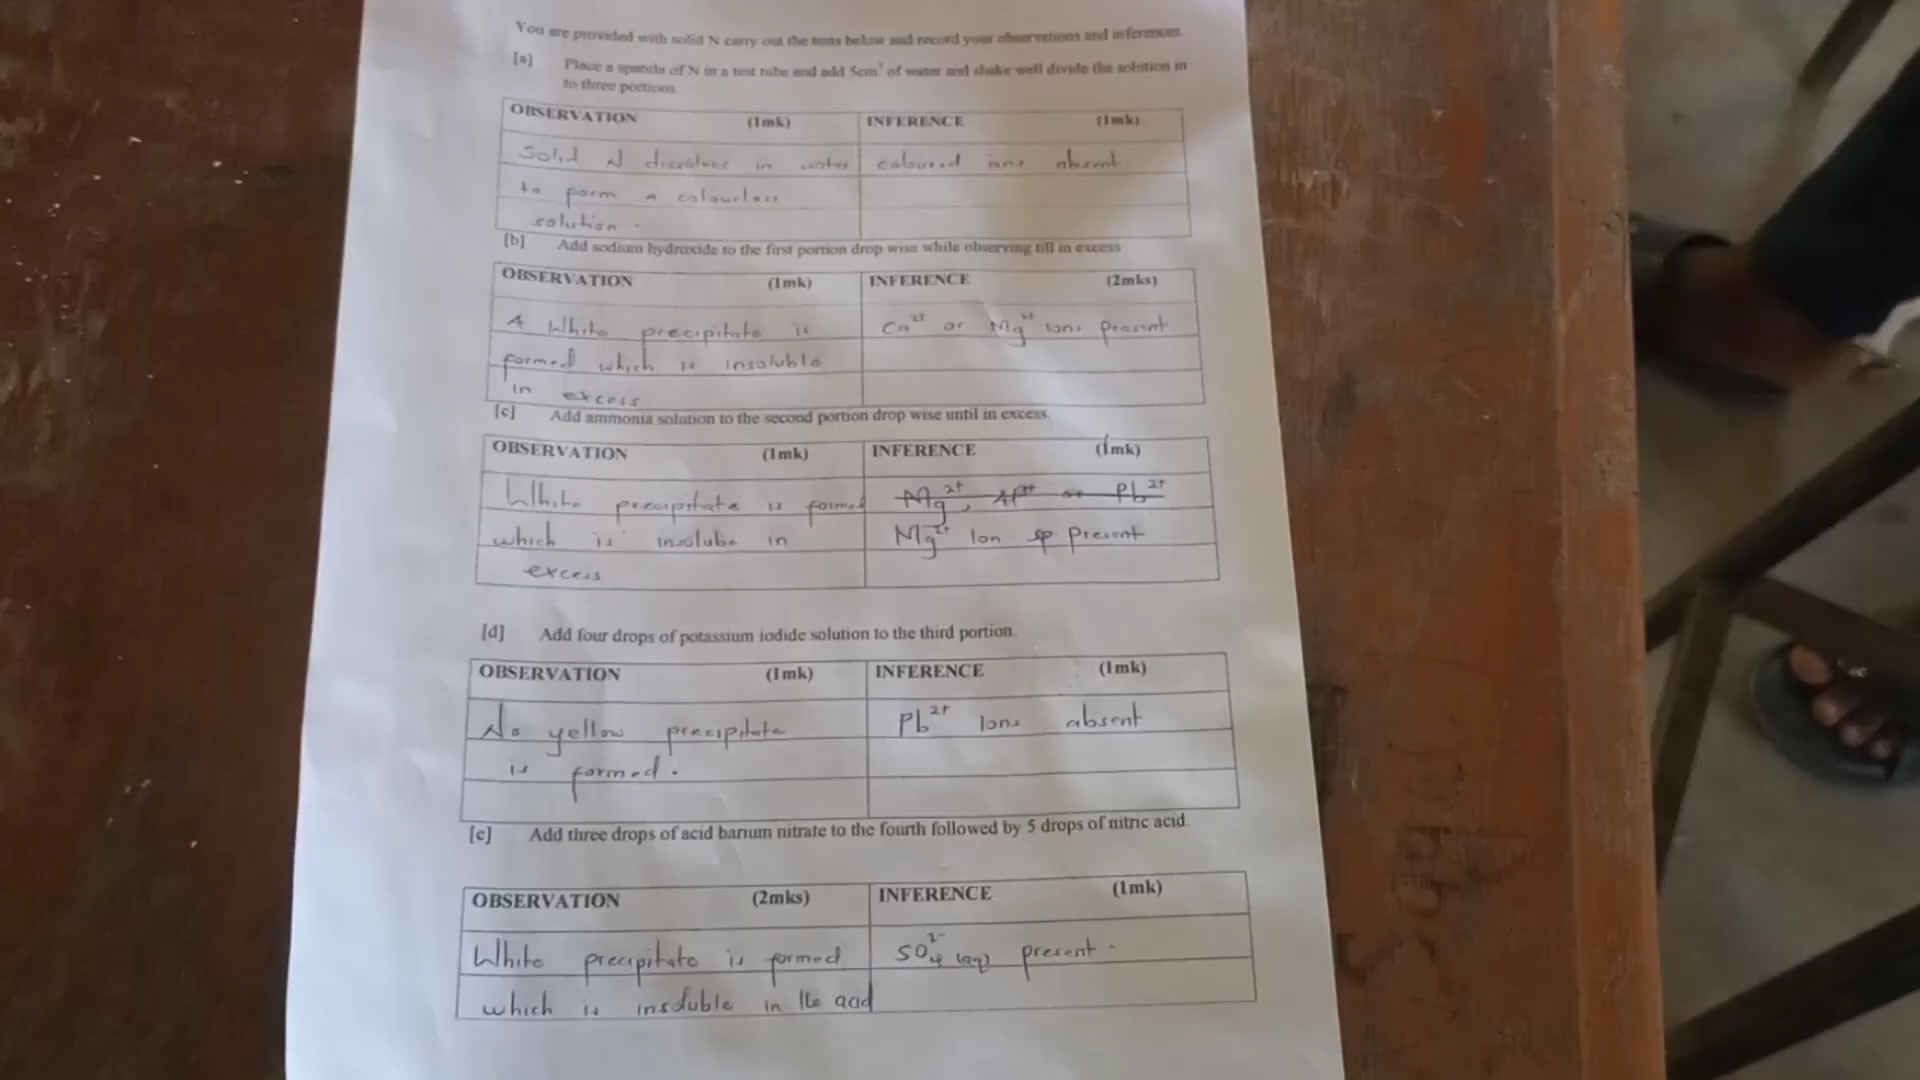 You are provided with solid N carry out the tests below and record your observations and inferences.
[a] Place a spatula of N in a test tube and add 5cm³ of water and shake well divide the solution in
to three portions.
OBSERVATION (1mk) INFERENCE (1mk)
Solid N dissolves in water coloured ions absent.
to form a colourless
solution.
[b] Add sodium hydroxide to the first portion drop wise while observing till in excess
OBSERVATION (1mk) INFERENCE (2mks)
A White precipitate is Ca²⁺ or Mg²⁺ ions present
formed which is insoluble
in excess
[c] Add ammonia solution to the second portion drop wise until in excess.
OBSERVATION (1mk) INFERENCE (1mk)
White precipitate is formed Mg²⁺, Al³⁺ or Pb²⁺
which is insoluble in Mg²⁺ Ion present
excess
[d] Add four drops of potassium iodide solution to the third portion.
OBSERVATION (1mk) INFERENCE (1mk)
No yellow precipitate Pb²⁺ Ions absent
is formed.
[e] Add three drops of acid barium nitrate to the fourth followed by 5 drops of nitric acid.
OBSERVATION (2mks) INFERENCE (1mk)
White precipitate is formed SO₄²⁻ (aq) present.
which is insoluble in the acid